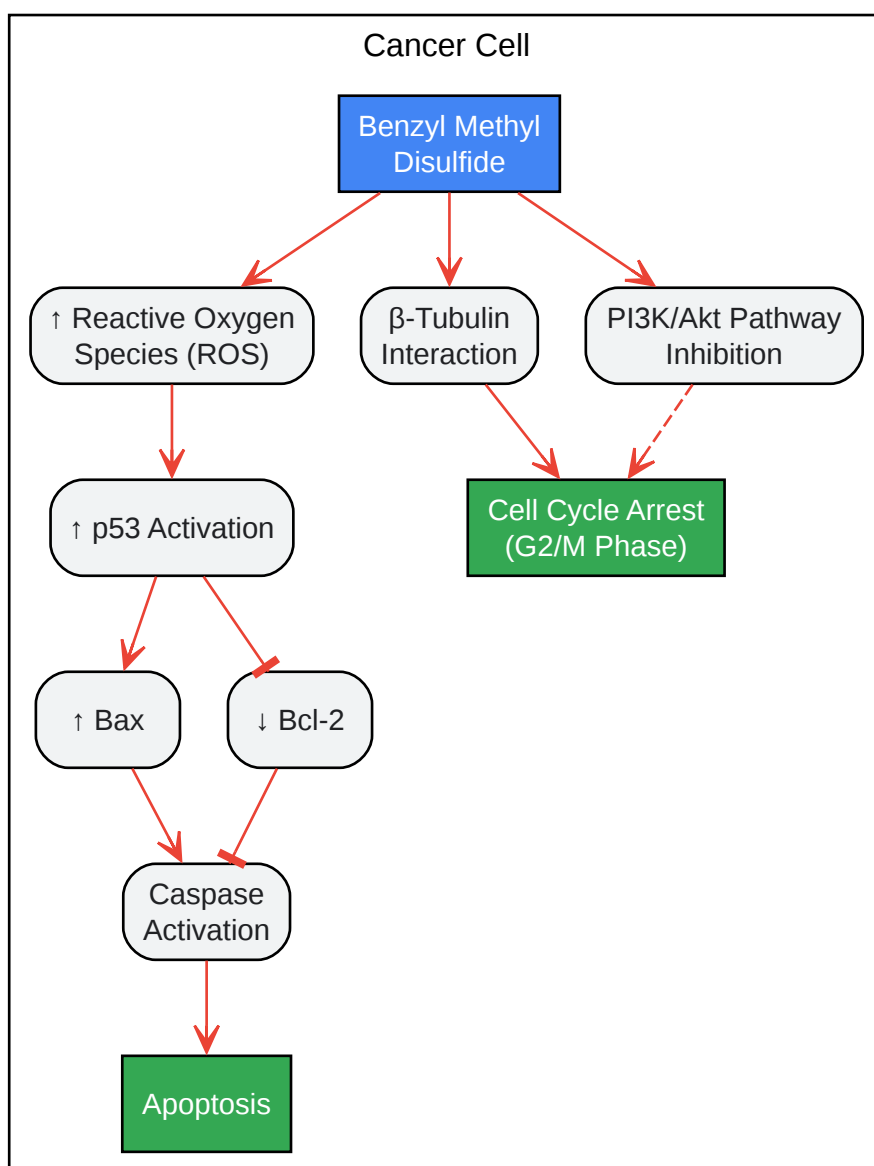 Cancer Cell
Benzyl Methyl
Disulfide
↑ Reactive Oxygen
Species (ROS)
β-Tubulin
Interaction
PI3K/Akt Pathway
Inhibition
↑ p53 Activation
Cell Cycle Arrest
(G2/M Phase)
↑ Bax
↓ Bcl-2
Caspase
Activation
Apoptosis